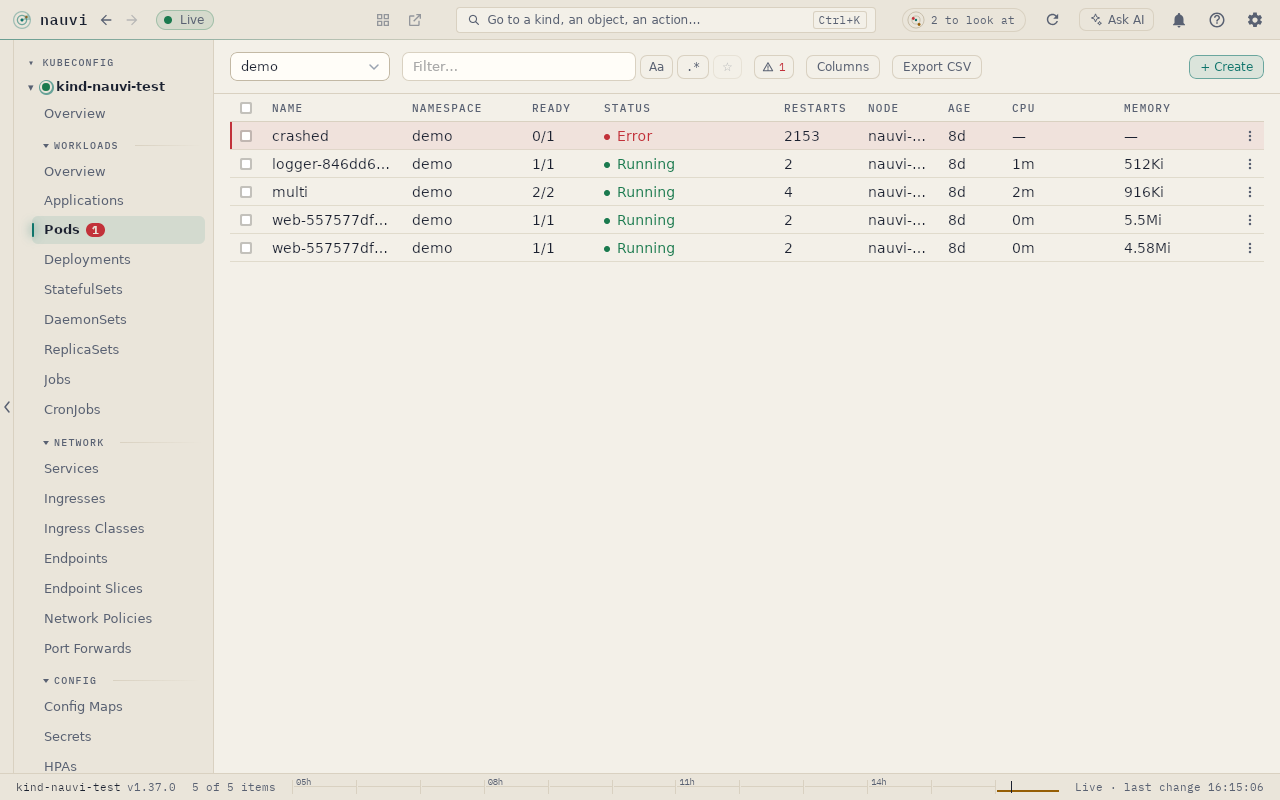 nauvi
Live
Go to a kind, an object, an action…
Ctrl+K
2 to look at
Ask AI
KUBECONFIG
kind-nauvi-test
Overview
WORKLOADS
Overview
Applications
Pods 1
Deployments
StatefulSets
DaemonSets
ReplicaSets
Jobs
CronJobs
NETWORK
Services
Ingresses
Ingress Classes
Endpoints
Endpoint Slices
Network Policies
Port Forwards
CONFIG
Config Maps
Secrets
HPAs
demo
Filter...
Aa
.*
1
Columns
Export CSV
+ Create
NAME NAMESPACE READY STATUS RESTARTS NODE AGE CPU MEMORY
crashed demo 0/1 Error 2153 nauvi-... 8d — —
logger-846dd6... demo 1/1 Running 2 nauvi-... 8d 1m 512Ki
multi demo 2/2 Running 4 nauvi-... 8d 2m 916Ki
web-557577df... demo 1/1 Running 2 nauvi-... 8d 0m 5.5Mi
web-557577df... demo 1/1 Running 2 nauvi-... 8d 0m 4.58Mi
kind-nauvi-test v1.37.0 5 of 5 items
05h 08h 11h 14h
Live · last change 16:15:06